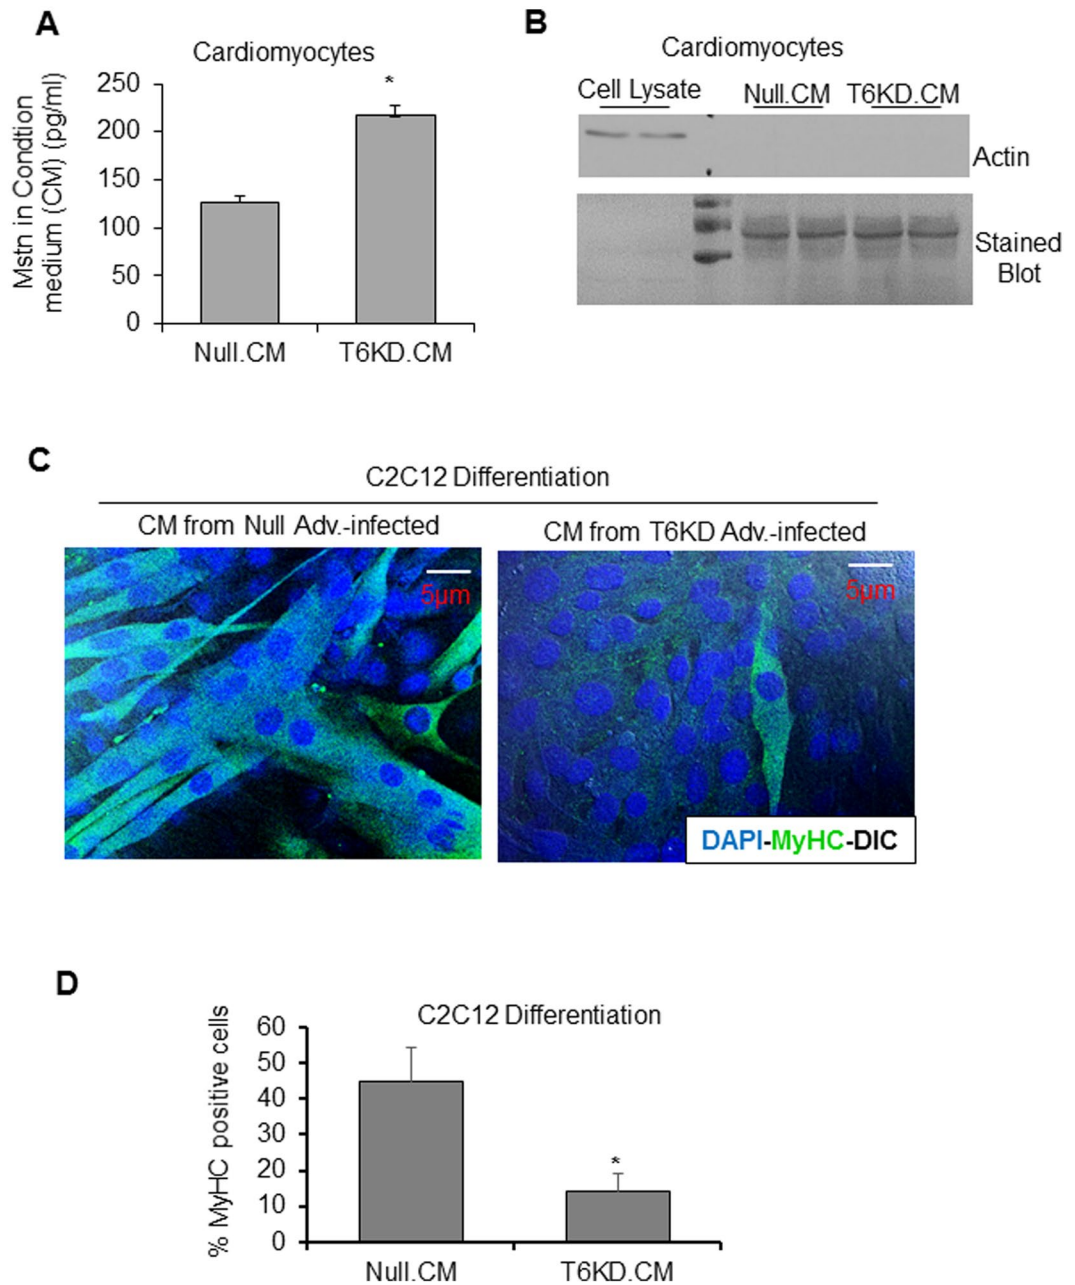 A
Cardiomyocytes
Mstn in Condtion
medium (CM) (pg/ml)
250
200
150
100
50
0
*
Null.CM
T6KD.CM
B
Cardiomyocytes
Cell Lysate
Null.CM
T6KD.CM
Actin
Stained
Blot
C
C2C12 Differentiation
CM from Null Adv.-infected
CM from T6KD Adv.-infected
5µm
5µm
DAPI-MyHC-DIC
D
C2C12 Differentiation
% MyHC positive cells
60
50
40
30
20
10
0
*
Null.CM
T6KD.CM